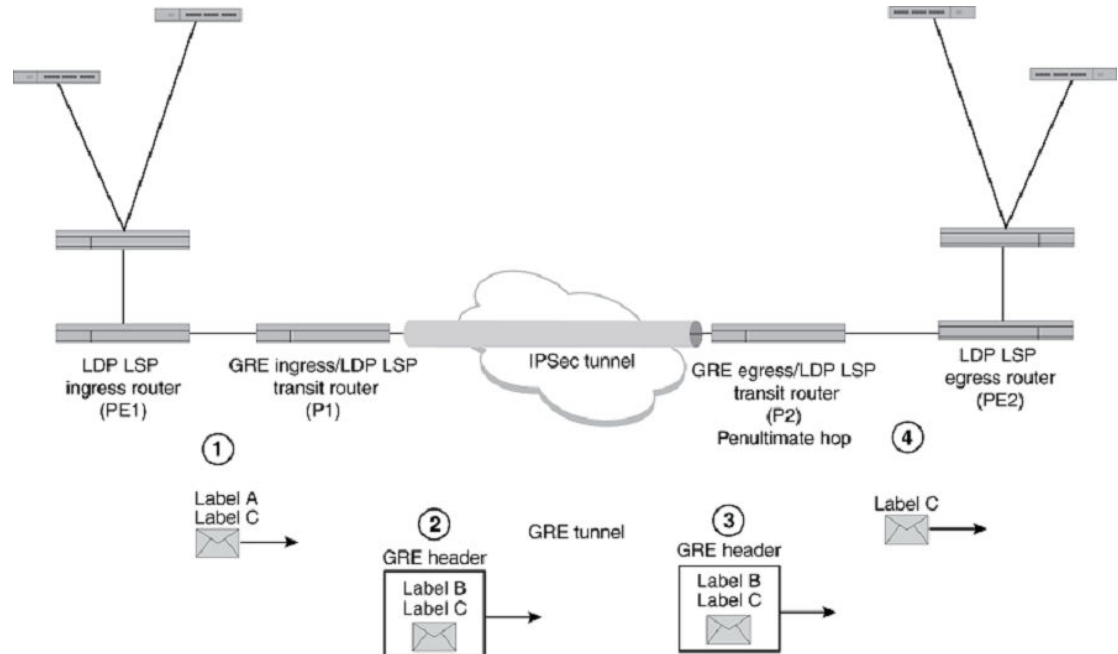 IPSec tunnel
LDP LSP
ingress router
(PE1)
GRE ingress/LDP LSP
transit router
(P1)
GRE egress/LDP LSP
transit router
(P2)
Penultimate hop
LDP LSP
egress router
(PE2)
1
Label A
Label C
2
GRE header
Label B
Label C
GRE tunnel
3
GRE header
Label B
Label C
4
Label C